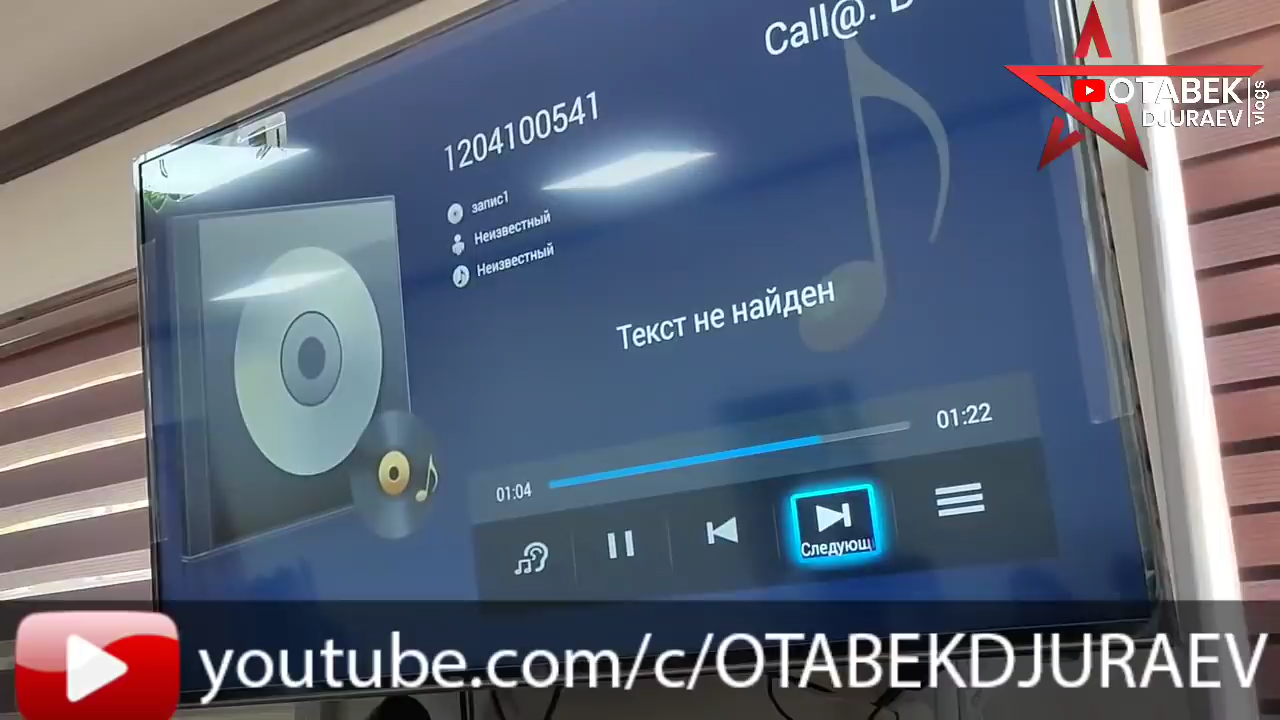 Call@.
OTABEK
DJURAEV
vlogs
1204100541
запис1
Неизвестный
Неизвестный
Текст не найден
01:04
01:22
Следующ
youtube.com/c/OTABEKDJURAEV